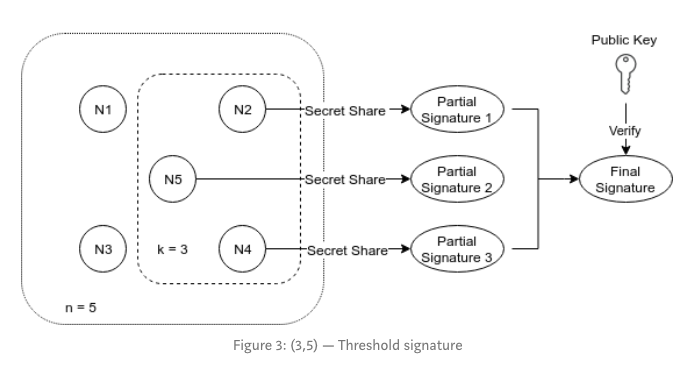 Public Key
N1
N2
Secret Share
Partial
Signature 1
Verify
N5
Secret Share
Partial
Signature 2
Final
Signature
N3
k = 3
N4
Secret Share
Partial
Signature 3
n = 5
Figure 3: (3,5) — Threshold signature